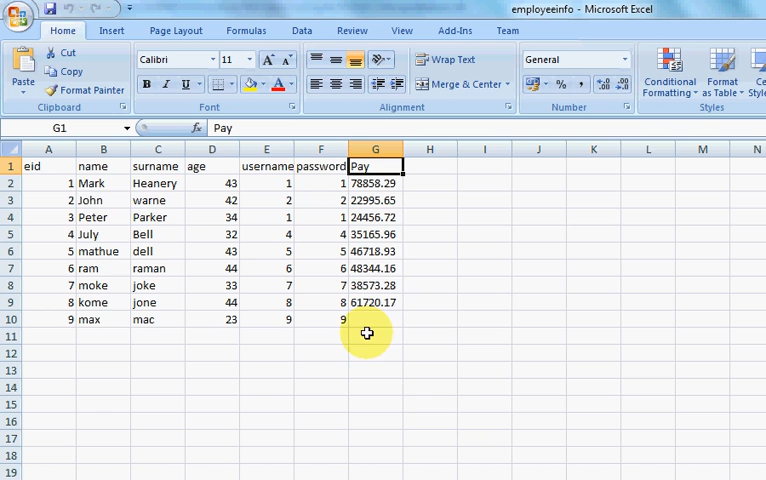 employeeinfo - Microsoft Excel
Home Insert Page Layout Formulas Data Review View Add-Ins Team
Paste
Cut
Copy
Format Painter
Clipboard
Calibri 11 A A
B I U A
Font
Wrap Text
Merge & Center
Alignment
General
$ % , .0 .00 .00 .0
Number
Conditional Formatting
Format as Table
Styles
G1 fx Pay
A B C D E F G H I J K L M N
1 eid name surname age username password Pay
2 1 Mark Heanery 43 1 1 78858.29
3 2 John warne 42 2 2 22995.65
4 3 Peter Parker 34 1 1 24456.72
5 4 July Bell 32 4 4 35165.96
6 5 mathue dell 43 5 5 46718.93
7 6 ram raman 44 6 6 48344.16
8 7 moke joke 33 7 7 38573.28
9 8 kome jone 44 8 8 61720.17
10 9 max mac 23 9 9
11
12
13
14
15
16
17
18
19